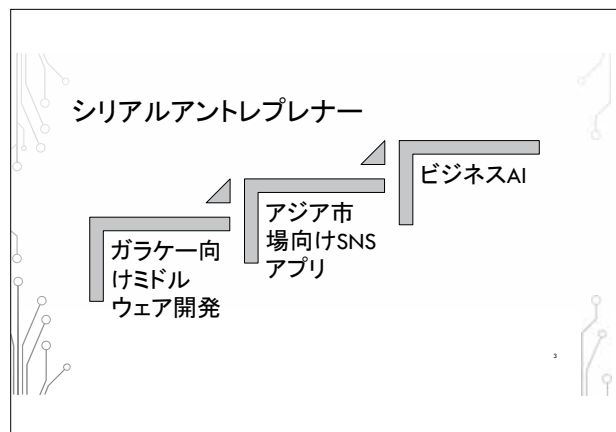 シリアルアントレプレナー
ガラケー向
けミドル
ウェア開発
アジア市
場向けSNS
アプリ
ビジネスAI
3